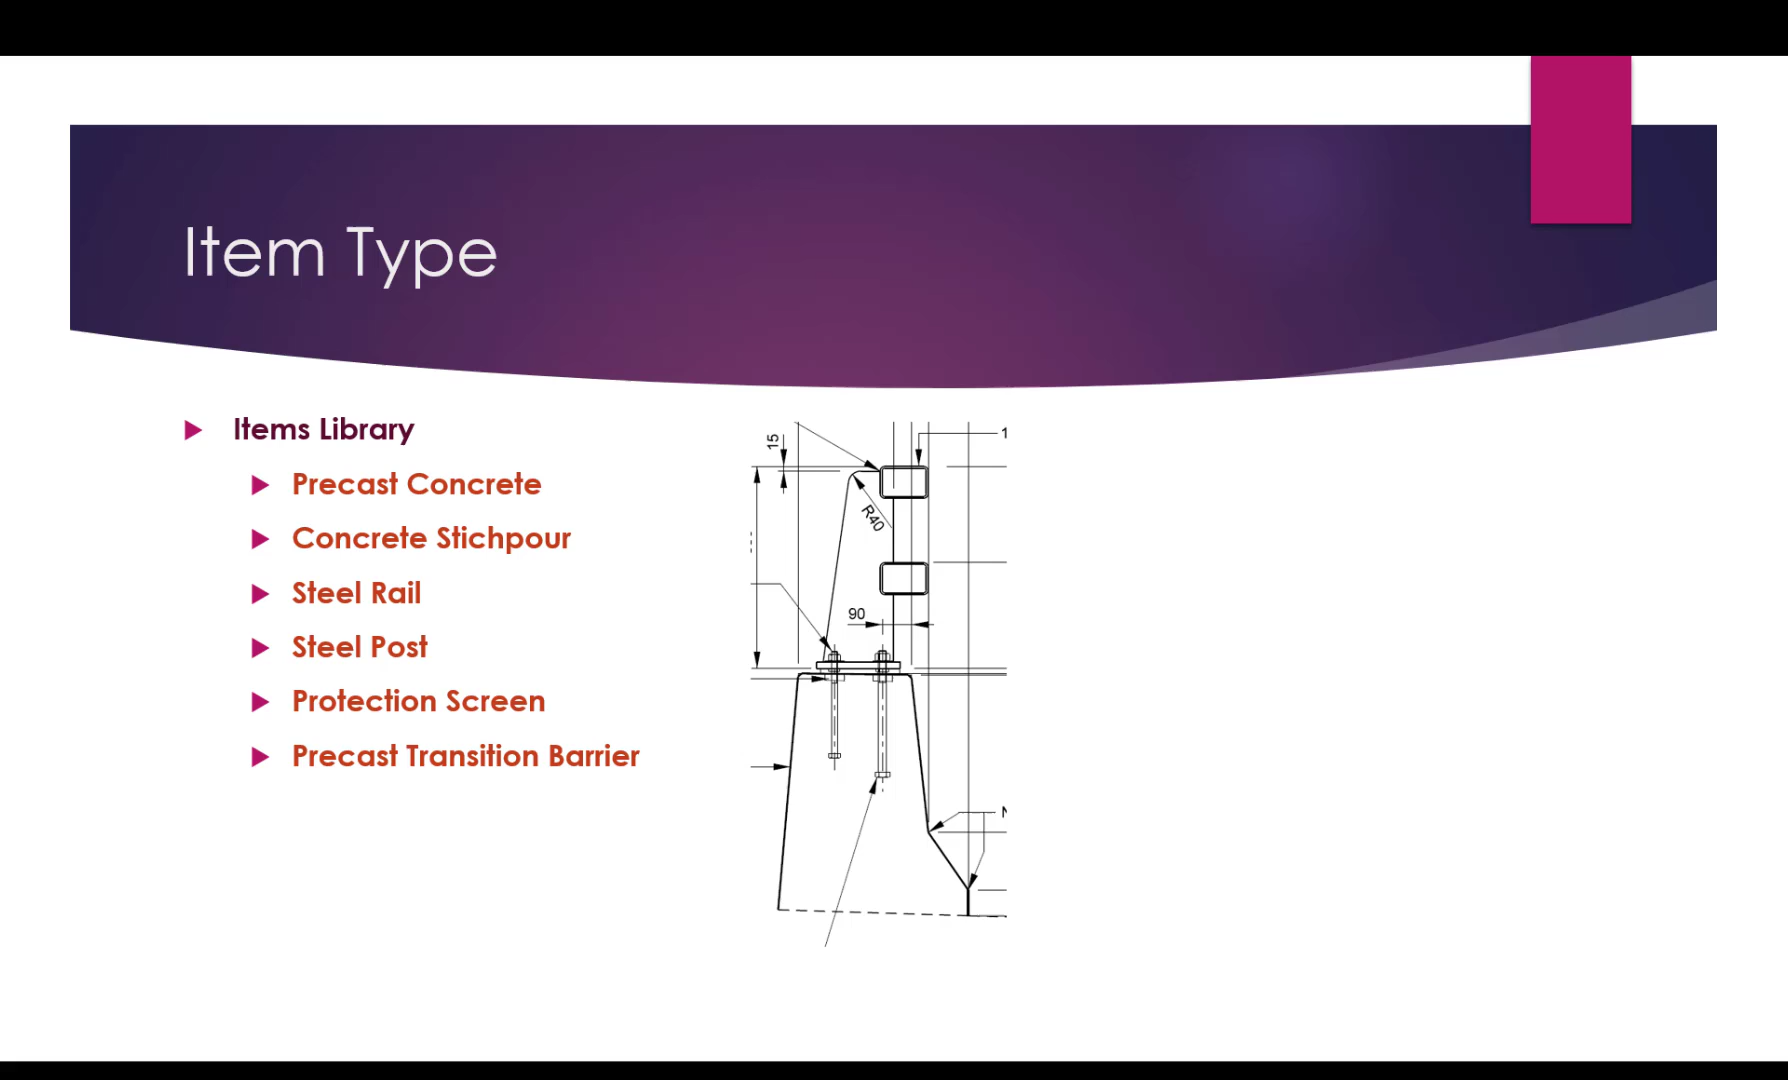 Item Type
Items Library
Precast Concrete
Concrete Stichpour
Steel Rail
Steel Post
Protection Screen
Precast Transition Barrier
15
R40
90
1
N